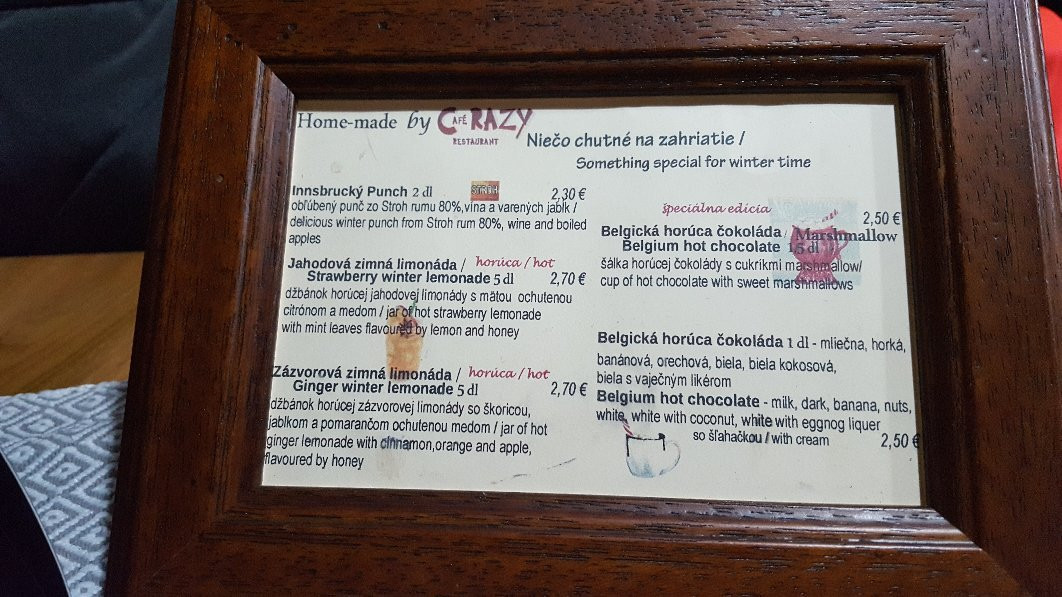 Home-made by CAFÉ CRAZY
RESTAURANT
Niečo chutné na zahriatie /
Something special for winter time
Innsbrucký Punch 2 dl STROH 2,30 €
obľúbený punč zo Stroh rumu 80%,vína a varených jabĺk /
delicious winter punch from Stroh rum 80%, wine and boiled
apples
Jahodová zimná limonáda / horúca / hot
Strawberry winter lemonade 5 dl 2,70 €
džbánok horúcej jahodovej limonády s mätou ochutenou
citrónom a medom / jar of hot strawberry lemonade
with mint leaves flavoured by lemon and honey
Zázvorová zimná limonáda / horúca / hot
Ginger winter lemonade 5 dl 2,70 €
džbánok horúcej zázvorovej limonády so škoricou,
jablkom a pomarančom ochutenou medom / jar of hot
ginger lemonade with cinnamon,orange and apple,
flavoured by honey
špeciálna edícia 2,50 €
Belgická horúca čokoláda / Marshmallow
Belgium hot chocolate 1,5 dl
šálka horúcej čokolády s cukríkmi marshmallow/
cup of hot chocolate with sweet marshmallows
Belgická horúca čokoláda 1 dl - mliečna, horká,
banánová, orechová, biela, biela kokosová,
biela s vaječným likérom
Belgium hot chocolate - milk, dark, banana, nuts,
white, white with coconut, white with eggnog liquer
so šľahačkou / with cream 2,50 €